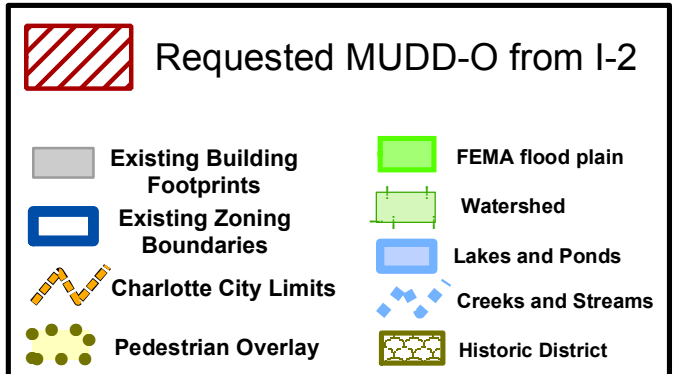 Requested MUDD-O from I-2
Existing Building
Footprints
Existing Zoning
Boundaries
Charlotte City Limits
Pedestrian Overlay
FEMA flood plain
Watershed
Lakes and Ponds
Creeks and Streams
Historic District